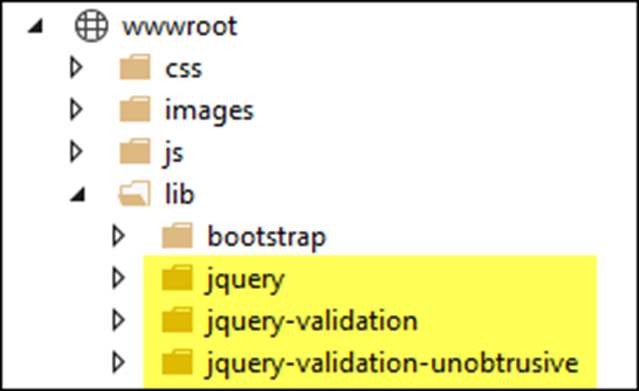 wwwroot
css
images
js
lib
bootstrap
jquery
jquery-validation
jquery-validation-unobtrusive